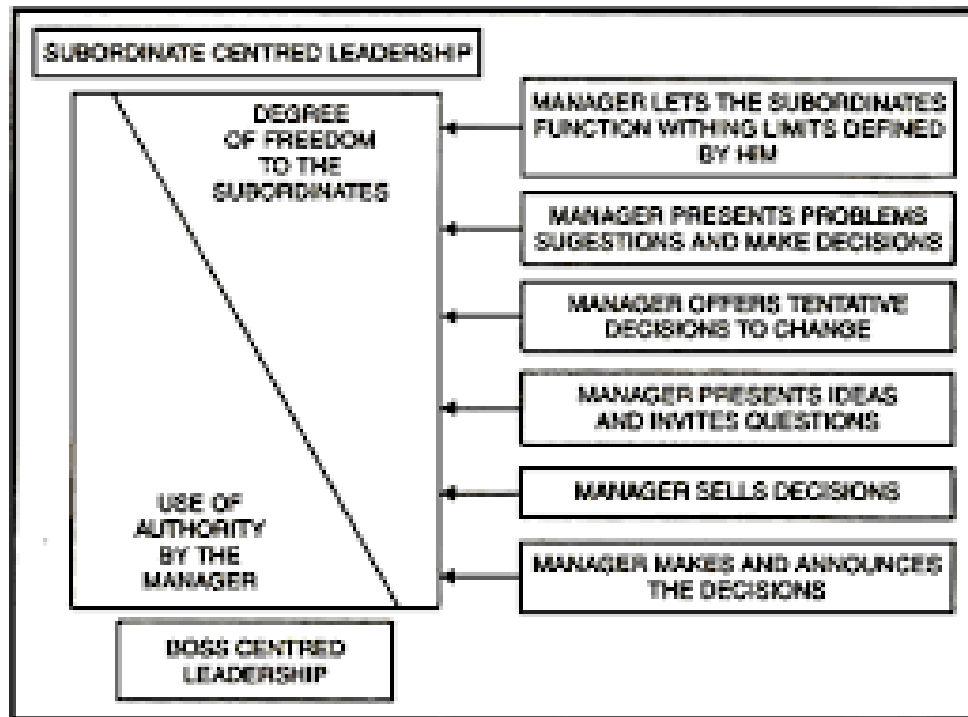 SUBORDINATE CENTRED LEADERSHIP
DEGREE
OF FREEDOM
TO THE
SUBORDINATES
USE OF
AUTHORITY
BY THE
MANAGER
BOSS CENTRED
LEADERSHIP
MANAGER LETS THE SUBORDINATES
FUNCTION WITHING LIMITS DEFINED
BY HIM
MANAGER PRESENTS PROBLEMS
SUGESTIONS AND MAKE DECISIONS
MANAGER OFFERS TENTATIVE
DECISIONS TO CHANGE
MANAGER PRESENTS IDEAS
AND INVITES QUESTIONS
MANAGER SELLS DECISIONS
MANAGER MAKES AND ANNOUNCES
THE DECISIONS